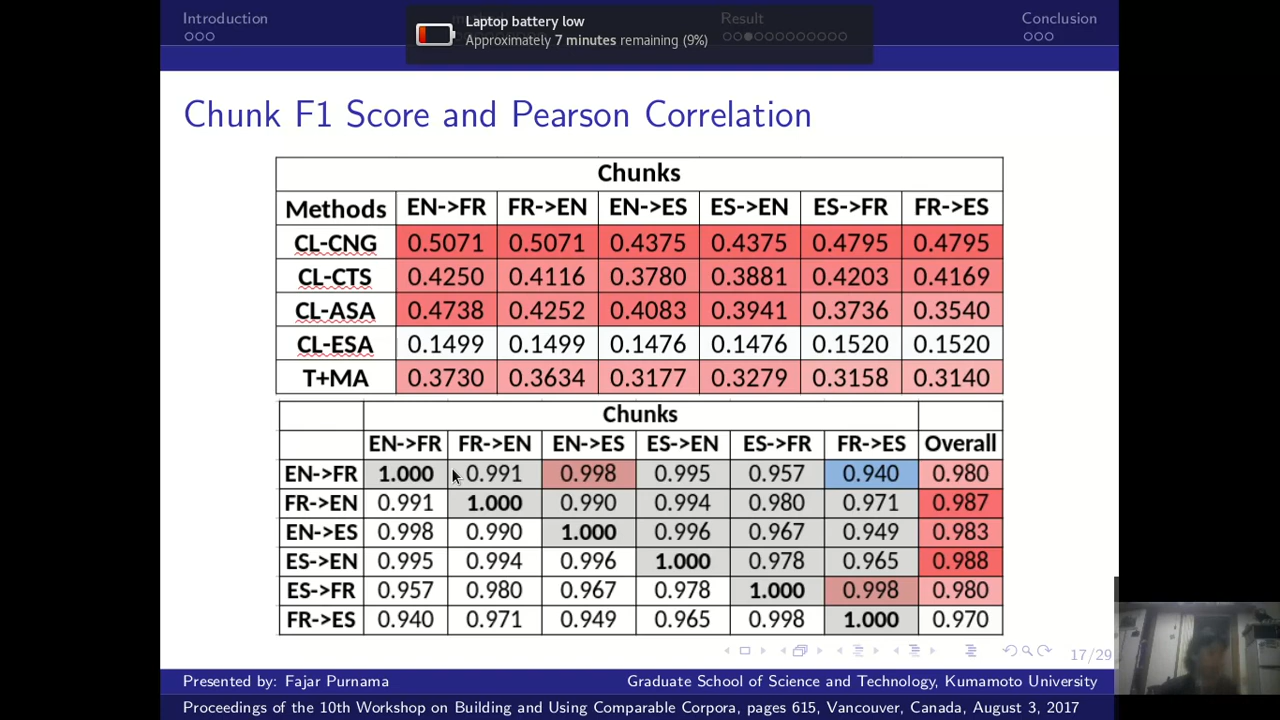 Introduction
Result
Conclusion
Laptop battery low
Approximately 7 minutes remaining (9%)
Chunk F1 Score and Pearson Correlation
Chunks
Methods EN->FR FR->EN EN->ES ES->EN ES->FR FR->ES
CL-CNG 0.5071 0.5071 0.4375 0.4375 0.4795 0.4795
CL-CTS 0.4250 0.4116 0.3780 0.3881 0.4203 0.4169
CL-ASA 0.4738 0.4252 0.4083 0.3941 0.3736 0.3540
CL-ESA 0.1499 0.1499 0.1476 0.1476 0.1520 0.1520
T+MA 0.3730 0.3634 0.3177 0.3279 0.3158 0.3140
Chunks
EN->FR FR->EN EN->ES ES->EN ES->FR FR->ES Overall
EN->FR 1.000 0.991 0.998 0.995 0.957 0.940 0.980
FR->EN 0.991 1.000 0.990 0.994 0.980 0.971 0.987
EN->ES 0.998 0.990 1.000 0.996 0.967 0.949 0.983
ES->EN 0.995 0.994 0.996 1.000 0.978 0.965 0.988
ES->FR 0.957 0.980 0.967 0.978 1.000 0.998 0.980
FR->ES 0.940 0.971 0.949 0.965 0.998 1.000 0.970
17/29
Presented by: Fajar Purnama Graduate School of Science and Technology, Kumamoto University
Proceedings of the 10th Workshop on Building and Using Comparable Corpora, pages 615, Vancouver, Canada, August 3, 2017